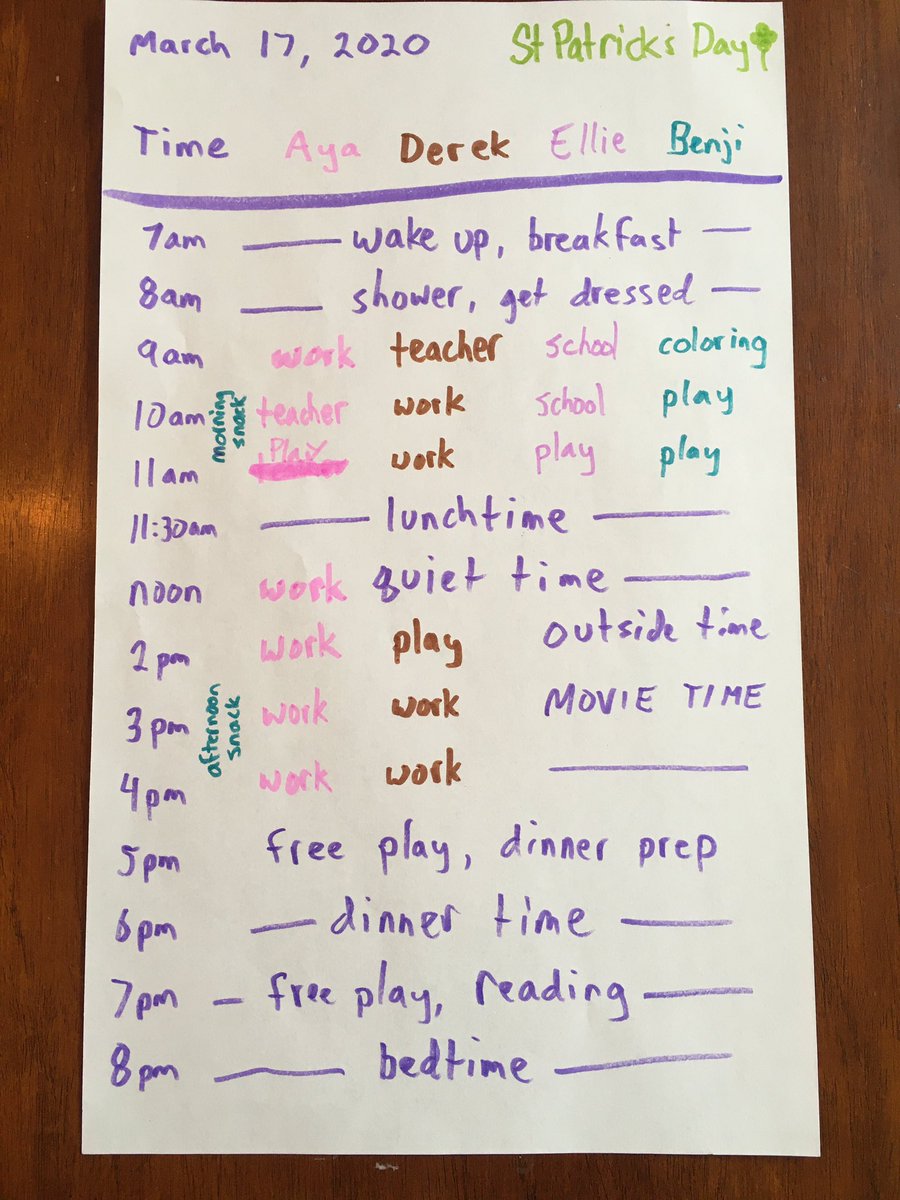 March 17, 2020 St Patrick's Day
Time Aya Derek Ellie Benji
7am wake up, breakfast
8am shower, get dressed
9am work teacher school coloring
10am teacher work school play
morning snack
11am play work play play
11:30am lunchtime
noon work quiet time
2pm work play outside time
3pm work work MOVIE TIME
afternoon snack
4pm work work
5pm free play, dinner prep
6pm dinner time
7pm free play, reading
8pm bedtime